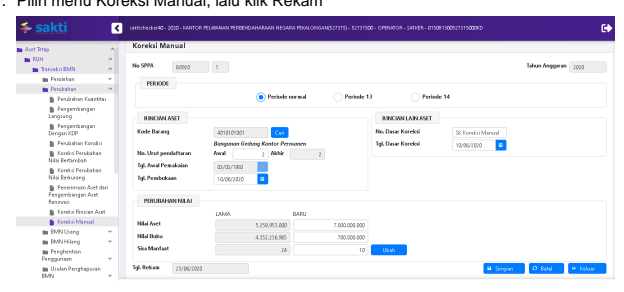 . Pilih menu Koreksi Manual, lalu klik Rekam
sakti
saktichecker40 - 2020 - KANTOR PELAYANAN PERBENDAHARAAN NEGARA PEKALONGAN(527315) - 52731500 - OPERATOR - SATKER - 015081300527315000KD
Aset Tetap
RUH
Transaksi BMN
Perolehan
Perubahan
Perubahan Kuantitas
Pengembangan
Langsung
Pengembangan
Dengan KDP
Perubahan Kondisi
Koreksi Perubahan
Nilai Bertambah
Koreksi Perubahan
Nilai Berkurang
Penerimaan Aset dari
Pengembangan Aset
Renovasi
Koreksi Rincian Aset
Koreksi Manual
BMN Uang
BMN Hilang
Penghentian
Penggunaan
Usulan Penghapusan
BMN
Koreksi Manual
No SPPA
80920
1
Tahun Anggaran
2020
PERIODE
Periode normal
Periode 13
Periode 14
RINCIAN ASET
Kode Barang
4010101001
Cari
Bangunan Gedung Kantor Permanen
No. Urut pendaftaran
Awal
2
Akhir
2
Tgl. Awal Pemakaian
02/02/1982
Tgl. Pembukuan
10/06/2020
RINCIAN LAIN ASET
No. Dasar Koreksi
SK Koreksi Manual
Tgl. Dasar Koreksi
10/06/2020
PERUBAHAN NILAI
LAMA
BARU
Nilai Aset
5.250.953.000
7.000.000.000
Nilai Buku
4.352.236.965
700.000.000
Sisa Manfaat
24
10
Ubah
Tgl. Rekam
23/06/2020
Simpan
Batal
Keluar